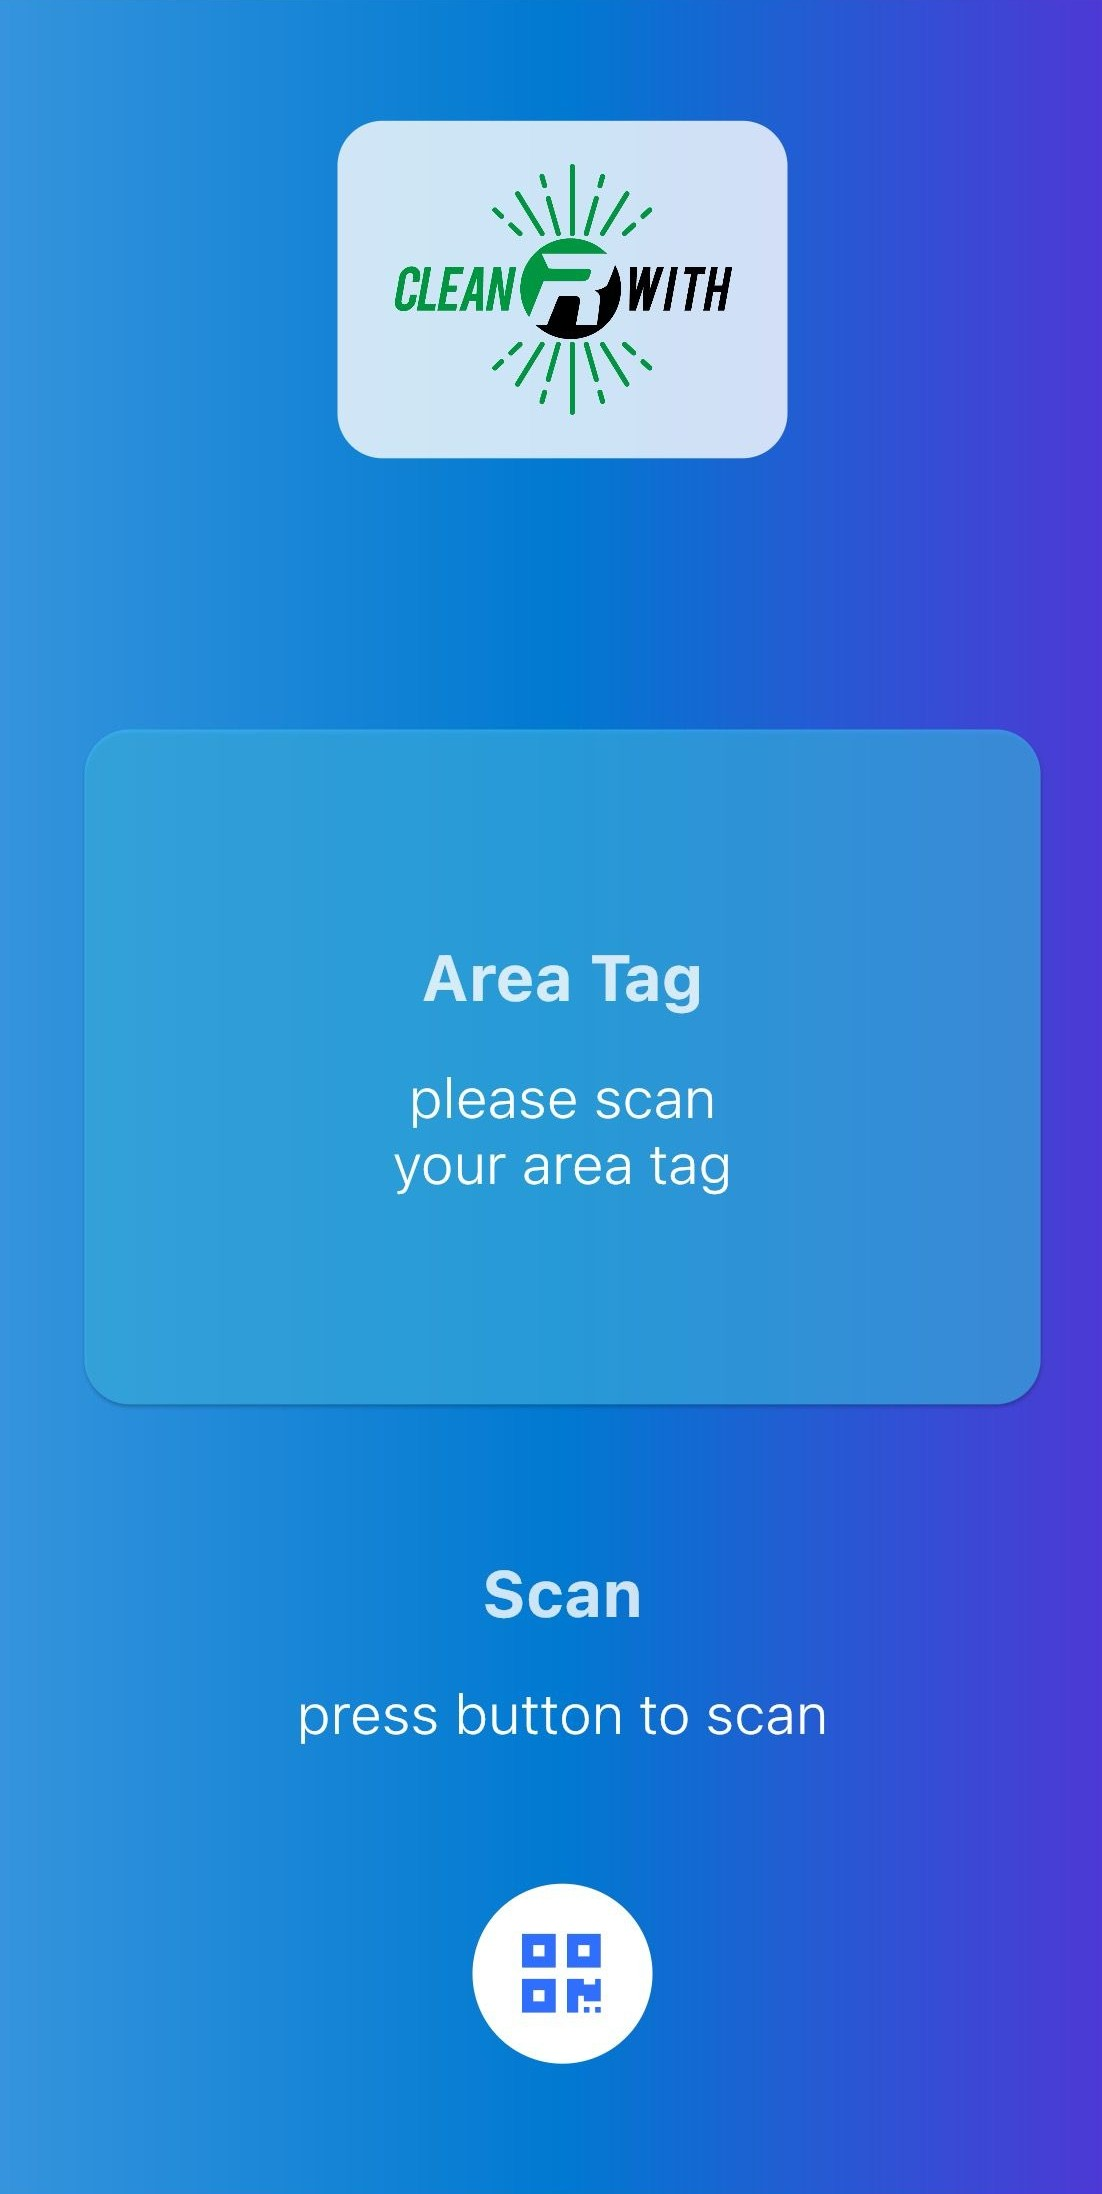 CLEAN R WITH
Area Tag
please scan
your area tag
Scan
press button to scan